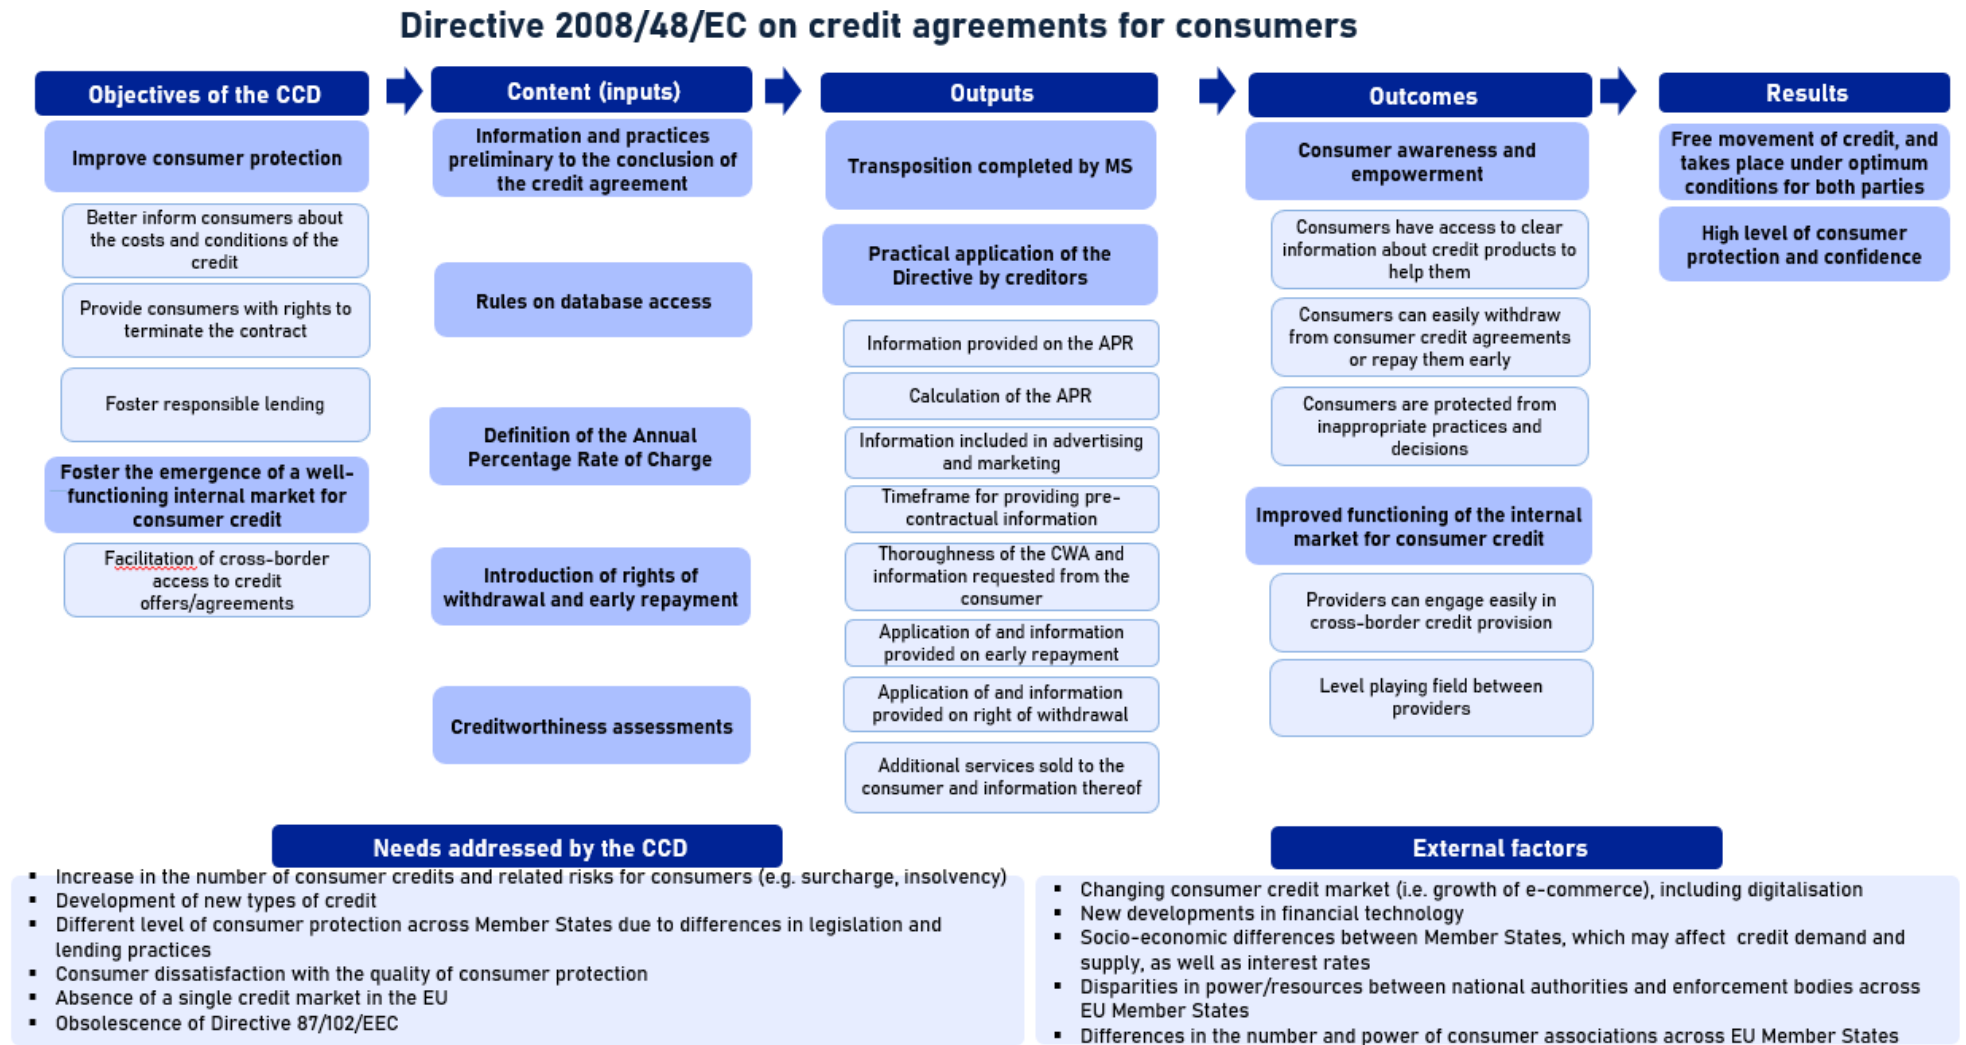 Directive 2008/48/EC on credit agreements for consumers
Objectives of the CCD
Improve consumer protection
Better inform consumers about
the costs and conditions of the
credit
Provide consumers with rights to
terminate the contract
Foster responsible lending
Foster the emergence of a well-
functioning internal market for
consumer credit
Facilitation of cross-border
access to credit
offers/agreements
Content (inputs)
Information and practices
preliminary to the conclusion of
the credit agreement
Rules on database access
Definition of the Annual
Percentage Rate of Charge
Introduction of rights of
withdrawal and early repayment
Creditworthiness assessments
Outputs
Transposition completed by MS
Practical application of the
Directive by creditors
Information provided on the APR
Calculation of the APR
Information included in advertising
and marketing
Timeframe for providing pre-
contractual information
Thoroughness of the CWA and
information requested from the
consumer
Application of and information
provided on early repayment
Application of and information
provided on right of withdrawal
Additional services sold to the
consumer and information thereof
Outcomes
Consumer awareness and
empowerment
Consumers have access to clear
information about credit products to
help them
Consumers can easily withdraw
from consumer credit agreements
or repay them early
Consumers are protected from
inappropriate practices and
decisions
Improved functioning of the internal
market for consumer credit
Providers can engage easily in
cross-border credit provision
Level playing field between
providers
Results
Free movement of credit, and
takes place under optimum
conditions for both parties
High level of consumer
protection and confidence
Needs addressed by the CCD
▪ Increase in the number of consumer credits and related risks for consumers (e.g. surcharge, insolvency)
▪ Development of new types of credit
▪ Different level of consumer protection across Member States due to differences in legislation and
lending practices
▪ Consumer dissatisfaction with the quality of consumer protection
▪ Absence of a single credit market in the EU
▪ Obsolescence of Directive 87/102/EEC
External factors
▪ Changing consumer credit market (i.e. growth of e-commerce), including digitalisation
▪ New developments in financial technology
▪ Socio-economic differences between Member States, which may affect credit demand and
supply, as well as interest rates
▪ Disparities in power/resources between national authorities and enforcement bodies across
EU Member States
▪ Differences in the number and power of consumer associations across EU Member States